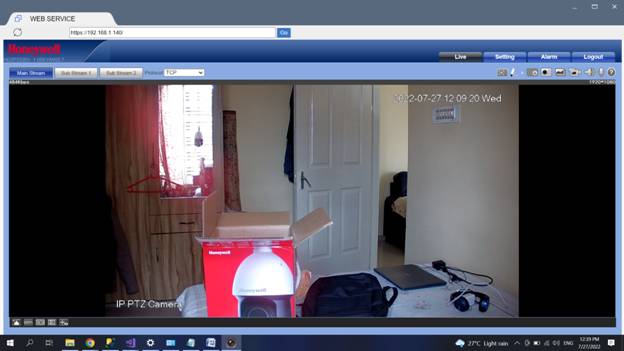 WEB SERVICE
https://192.168.1.140/
Go
Honeywell
Live
Setting
Alarm
Logout
Main Stream
Sub Stream 1
Sub Stream 2
Protocol TCP
1920*1080
2022-07-27 12:09:20 Wed
Honeywell
Honeywell
IP PTZ Camera
27°C Light rain
ENG
12:39 PM
7/27/2022